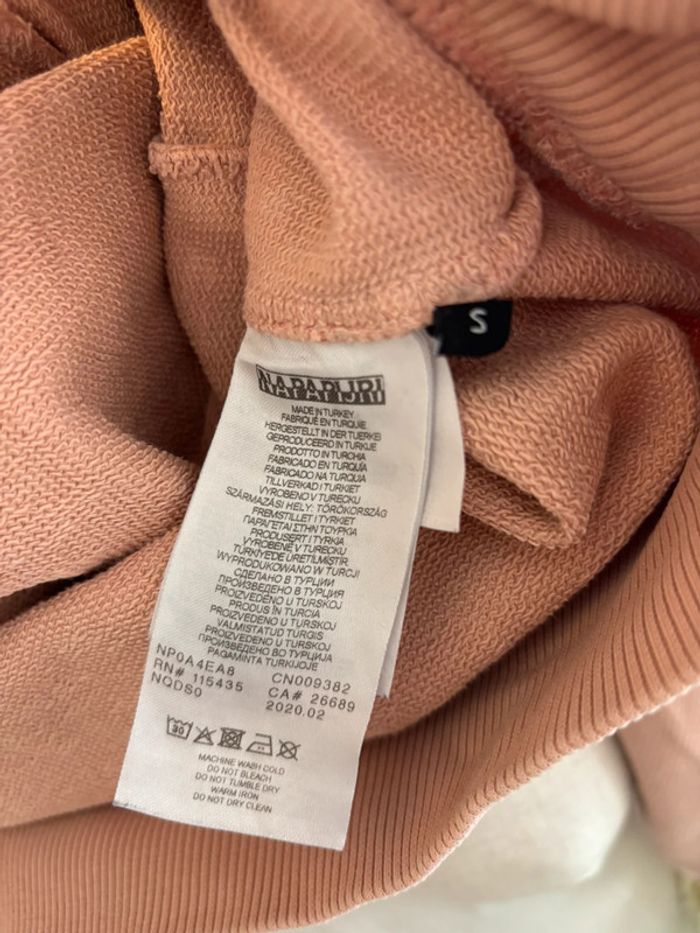 S
NAPAPIJRI
MADE IN TURKEY
FABRIQUÉ EN TURQUIE
HERGESTELLT IN DER TUERKEI
GEPRODUCEERD IN TURKIJE
PRODOTTO IN TURCHIA
FABRICADO EN TURQUÍA
FABRICADO NA TURQUIA
TILLVERKAD I TURKIET
VYROBENO V TURECKU
SZÁRMAZÁSI HELY: TÖRÖKORSZÁG
FREMSTILLET I TYRKIET
ΠΑΡΑΓΕΤΑΙ ΣΤΗΝ ΤΟΥΡΚΙΑ
PRODUSERT I TYRKIA
VYROBENÉ V TURECKU
TÜRKİYE'DE ÜRETİLMİŞTİR
WYPRODUKOWANO W TURCJI
СДЕЛАНО В ТУРЦИИ
ПРОИЗВЕДЕНО В ТУРЦИЯ
PROIZVEDENO U TURSKOJ
PRODUS ÎN TURCIA
PROIZVEDENO U TURSKOJ
VALMISTATUD TÜRGIS
PROIZVEDENO U TURSKOJ
ПРОИЗВЕДЕНО ВО ТУРЦИЈА
PAGAMINTA TURKIJOJE
NP0A4EA8 CN009382
RN# 115435 CA# 26689
NQDS0 2020.02
30
MACHINE WASH COLD
DO NOT BLEACH
DO NOT TUMBLE DRY
WARM IRON
DO NOT DRY CLEAN